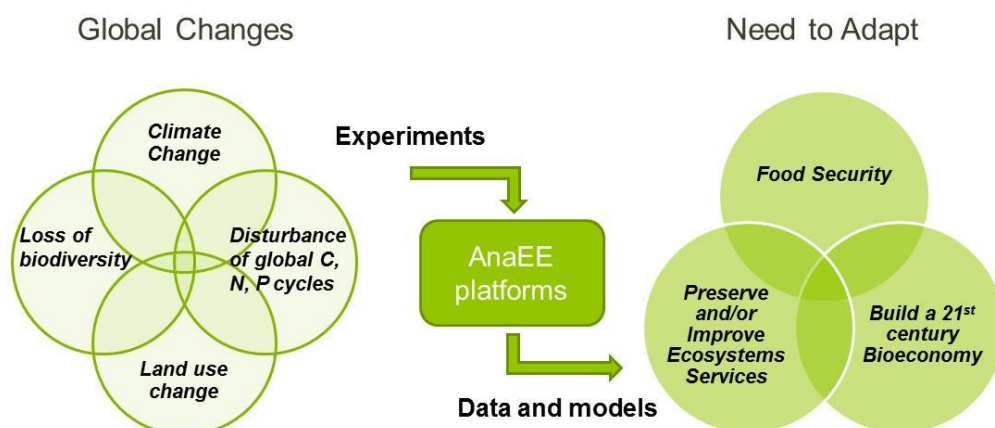 Global Changes
Need to Adapt
Climate
Change
Loss of
biodiversity
Disturbance
of global C,
N, P cycles
Land use
change
Experiments
AnaEE
platforms
Data and models
Food Security
Preserve
and/or
Improve
Ecosystems
Services
Build a 21st
century
Bioeconomy